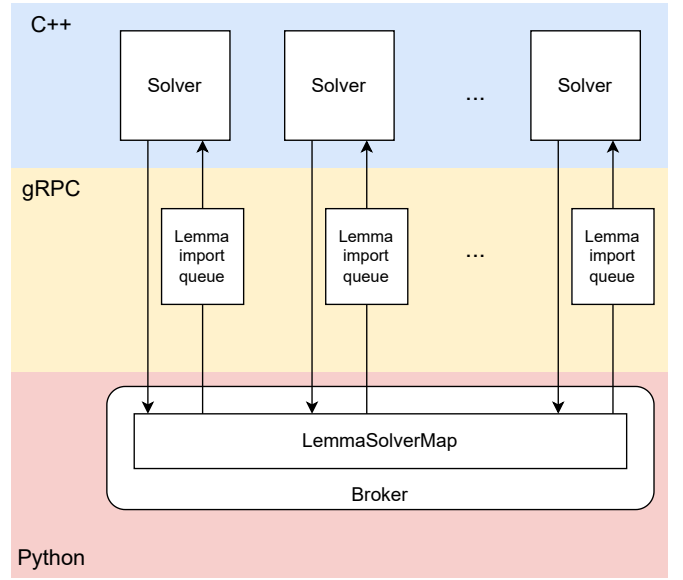 C++
Solver
Solver
...
Solver
gRPC
Lemma
import
queue
Lemma
import
queue
...
Lemma
import
queue
LemmaSolverMap
Broker
Python